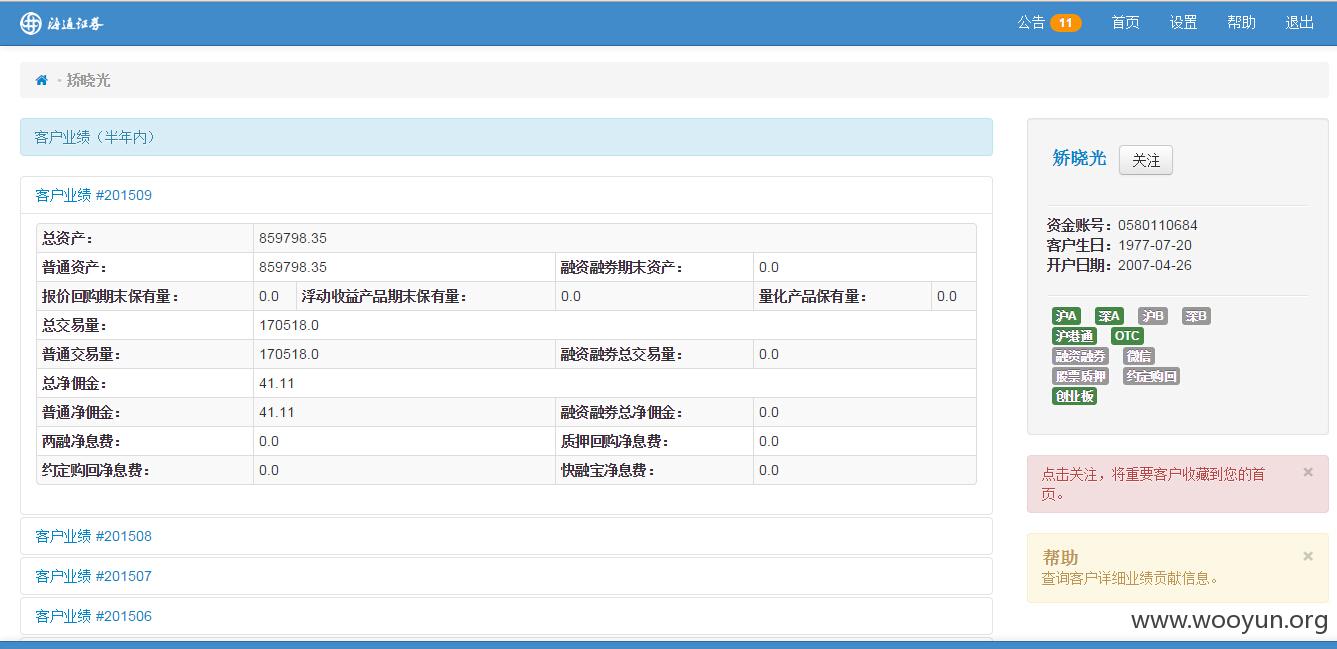 海通证券 公告 11 首页 设置 帮助 退出
- 矫晓光
客户业绩（半年内）
客户业绩 #201509
总资产： 859798.35
普通资产： 859798.35 融资融券期末资产： 0.0
报价回购期末保有量： 0.0 浮动收益产品期末保有量： 0.0 量化产品保有量： 0.0
总交易量： 170518.0
普通交易量： 170518.0 融资融券总交易量： 0.0
总净佣金： 41.11
普通净佣金： 41.11 融资融券总净佣金： 0.0
两融净息费： 0.0 质押回购净息费： 0.0
约定购回净息费： 0.0 快融宝净息费： 0.0
客户业绩 #201508
客户业绩 #201507
客户业绩 #201506
矫晓光 关注
资金账号：0580110684
客户生日：1977-07-20
开户日期：2007-04-26
沪A 深A 沪B 深B
沪港通 OTC
融资融券 微信
股票质押 约定购回
创业板
点击关注，将重要客户收藏到您的首
页。
×
帮助 ×
查询客户详细业绩贡献信息。
www.wooyun.org